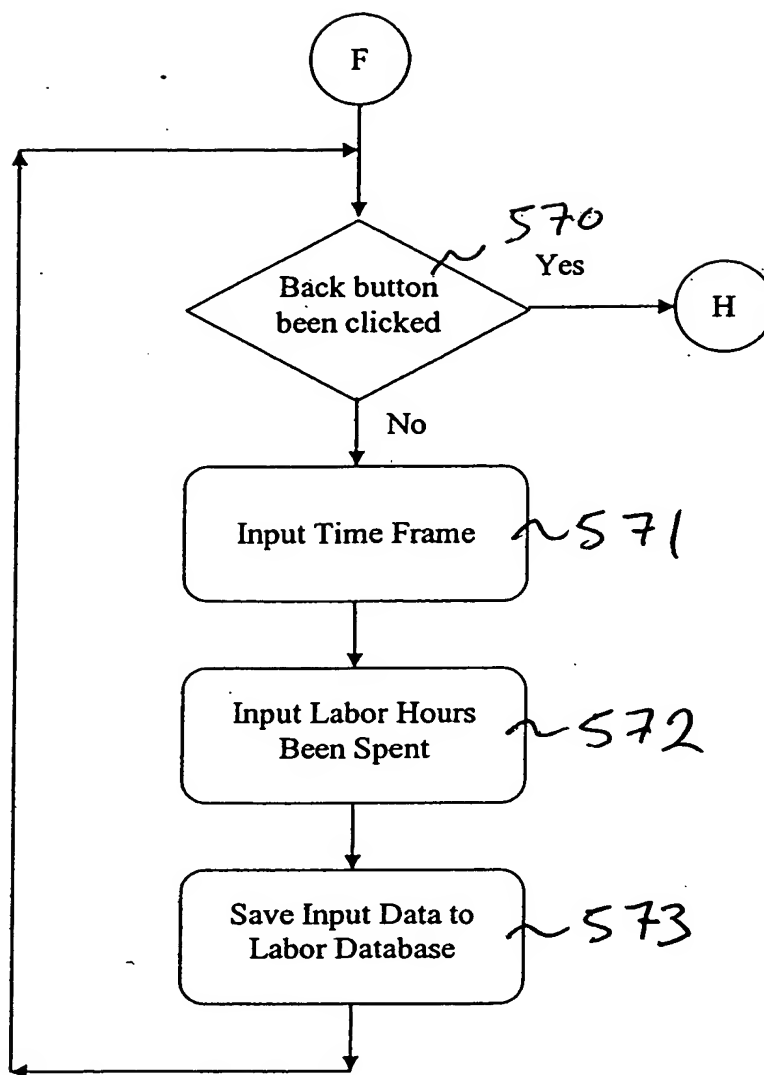 F
570
Back button
been clicked
Yes
H
No
Input Time Frame
571
Input Labor Hours
Been Spent
572
Save Input Data to
Labor Database
573